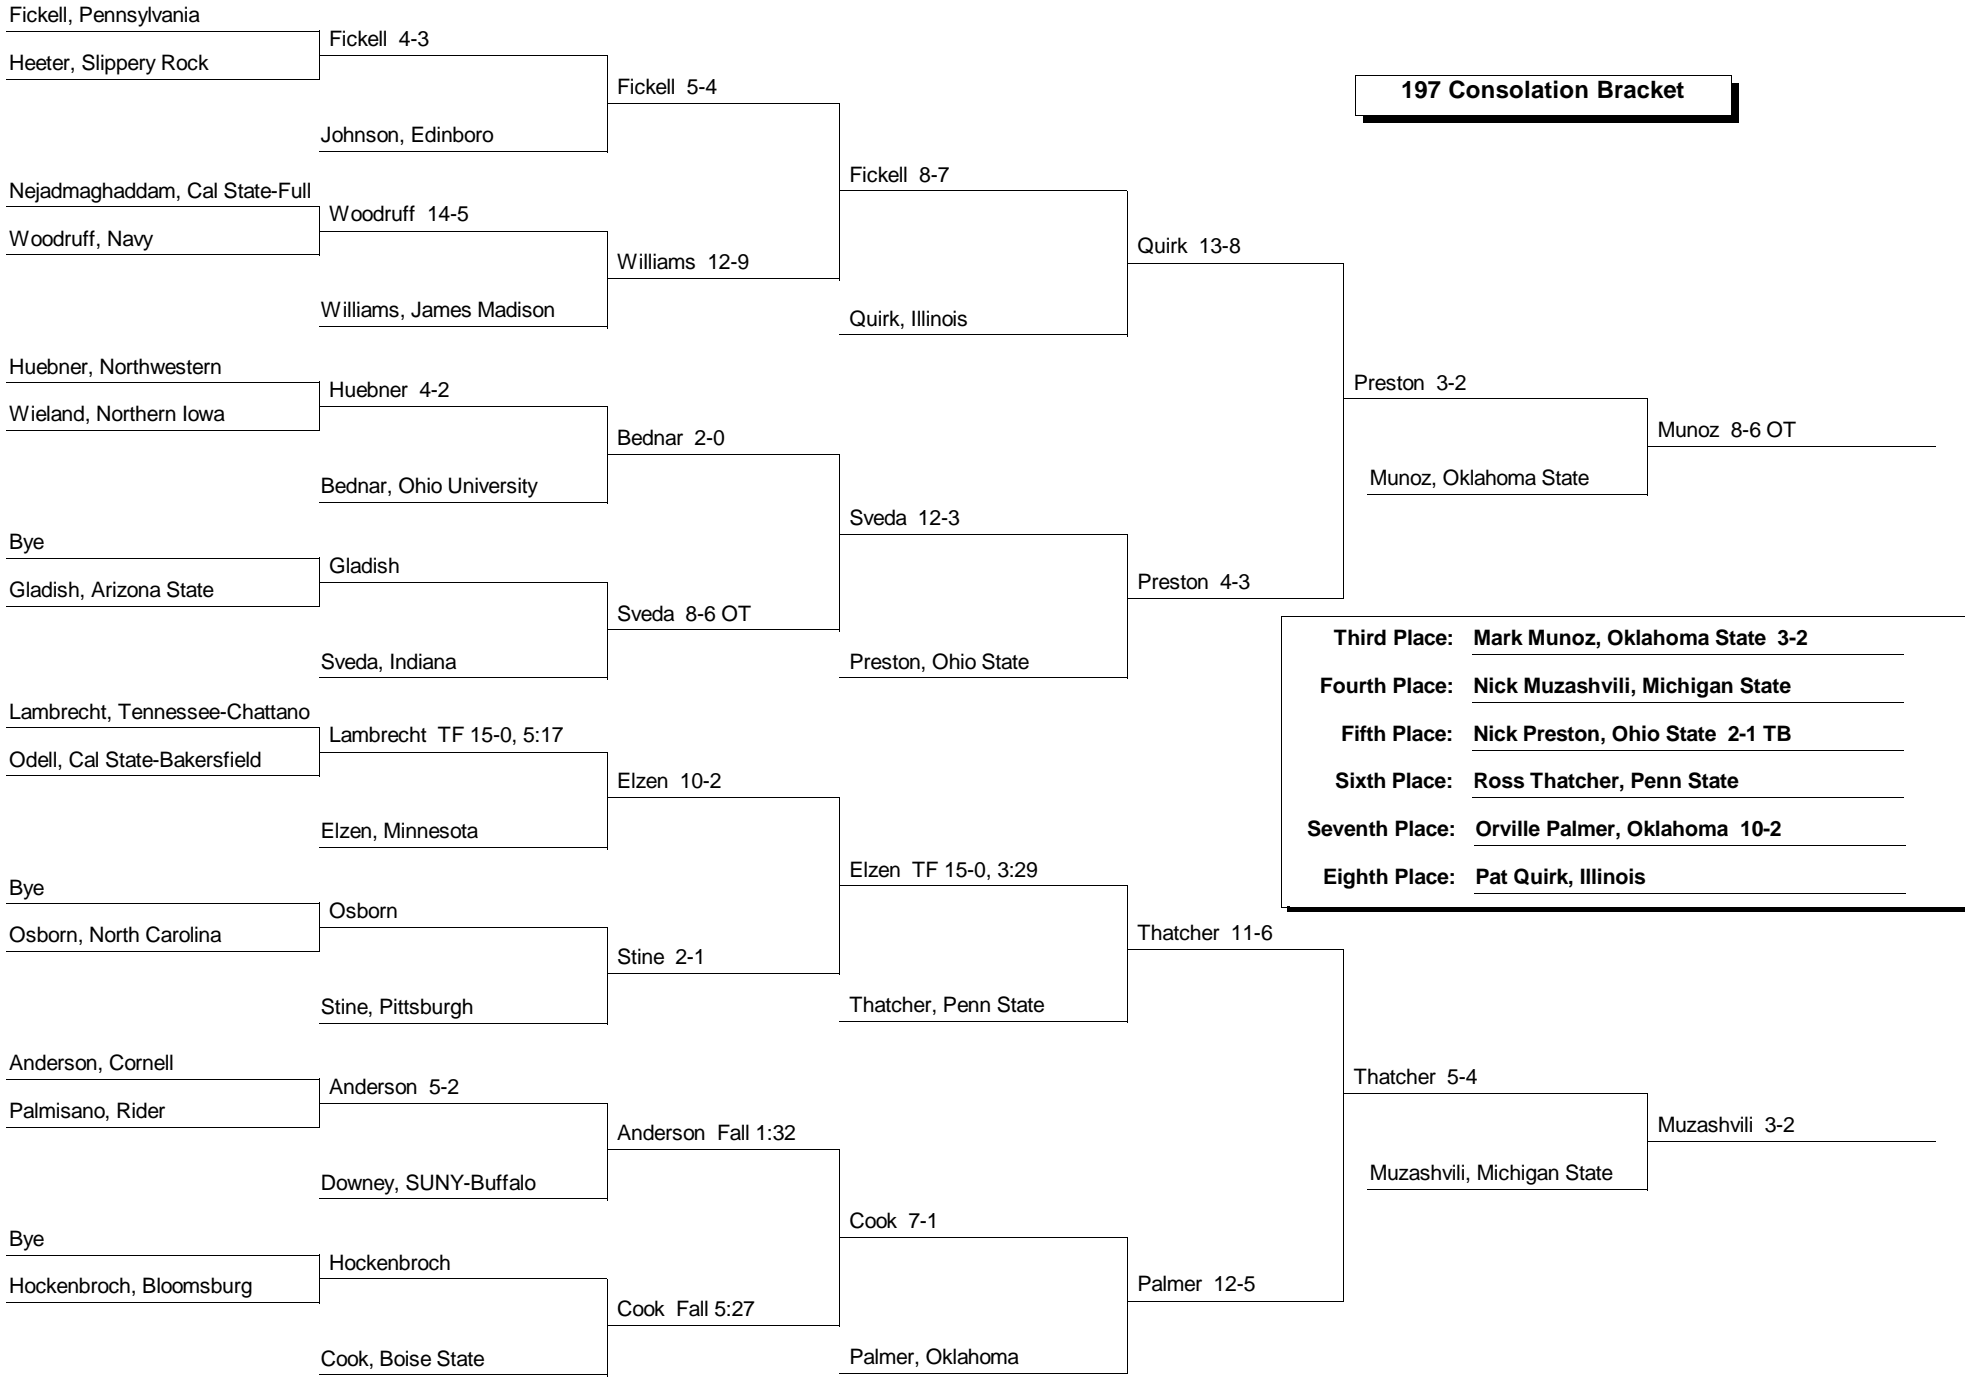 197 Consolation Bracket
Fickell, Pennsylvania
Heeter, Slippery Rock
Nejadmaghaddam, Cal State-Full
Woodruff, Navy
Huebner, Northwestern
Wieland, Northern Iowa
Bye
Gladish, Arizona State
Lambrecht, Tennessee-Chattano
Odell, Cal State-Bakersfield
Bye
Osborn, North Carolina
Anderson, Cornell
Palmisano, Rider
Bye
Hockenbroch, Bloomsburg
Fickell 4-3
Johnson, Edinboro
Woodruff 14-5
Williams, James Madison
Huebner 4-2
Bednar, Ohio University
Gladish
Sveda, Indiana
Lambrecht TF 15-0, 5:17
Elzen, Minnesota
Osborn
Stine, Pittsburgh
Anderson 5-2
Downey, SUNY-Buffalo
Hockenbroch
Cook, Boise State
Fickell 5-4
Williams 12-9
Bednar 2-0
Sveda 8-6 OT
Elzen 10-2
Stine 2-1
Anderson Fall 1:32
Cook Fall 5:27
Fickell 8-7
Quirk, Illinois
Sveda 12-3
Preston, Ohio State
Elzen TF 15-0, 3:29
Thatcher, Penn State
Cook 7-1
Palmer, Oklahoma
Quirk 13-8
Preston 4-3
Thatcher 11-6
Palmer 12-5
Preston 3-2
Munoz, Oklahoma State
Thatcher 5-4
Muzashvili, Michigan State
Munoz 8-6 OT
Muzashvili 3-2
Third Place: Mark Munoz, Oklahoma State 3-2
Fourth Place: Nick Muzashvili, Michigan State
Fifth Place: Nick Preston, Ohio State 2-1 TB
Sixth Place: Ross Thatcher, Penn State
Seventh Place: Orville Palmer, Oklahoma 10-2
Eighth Place: Pat Quirk, Illinois